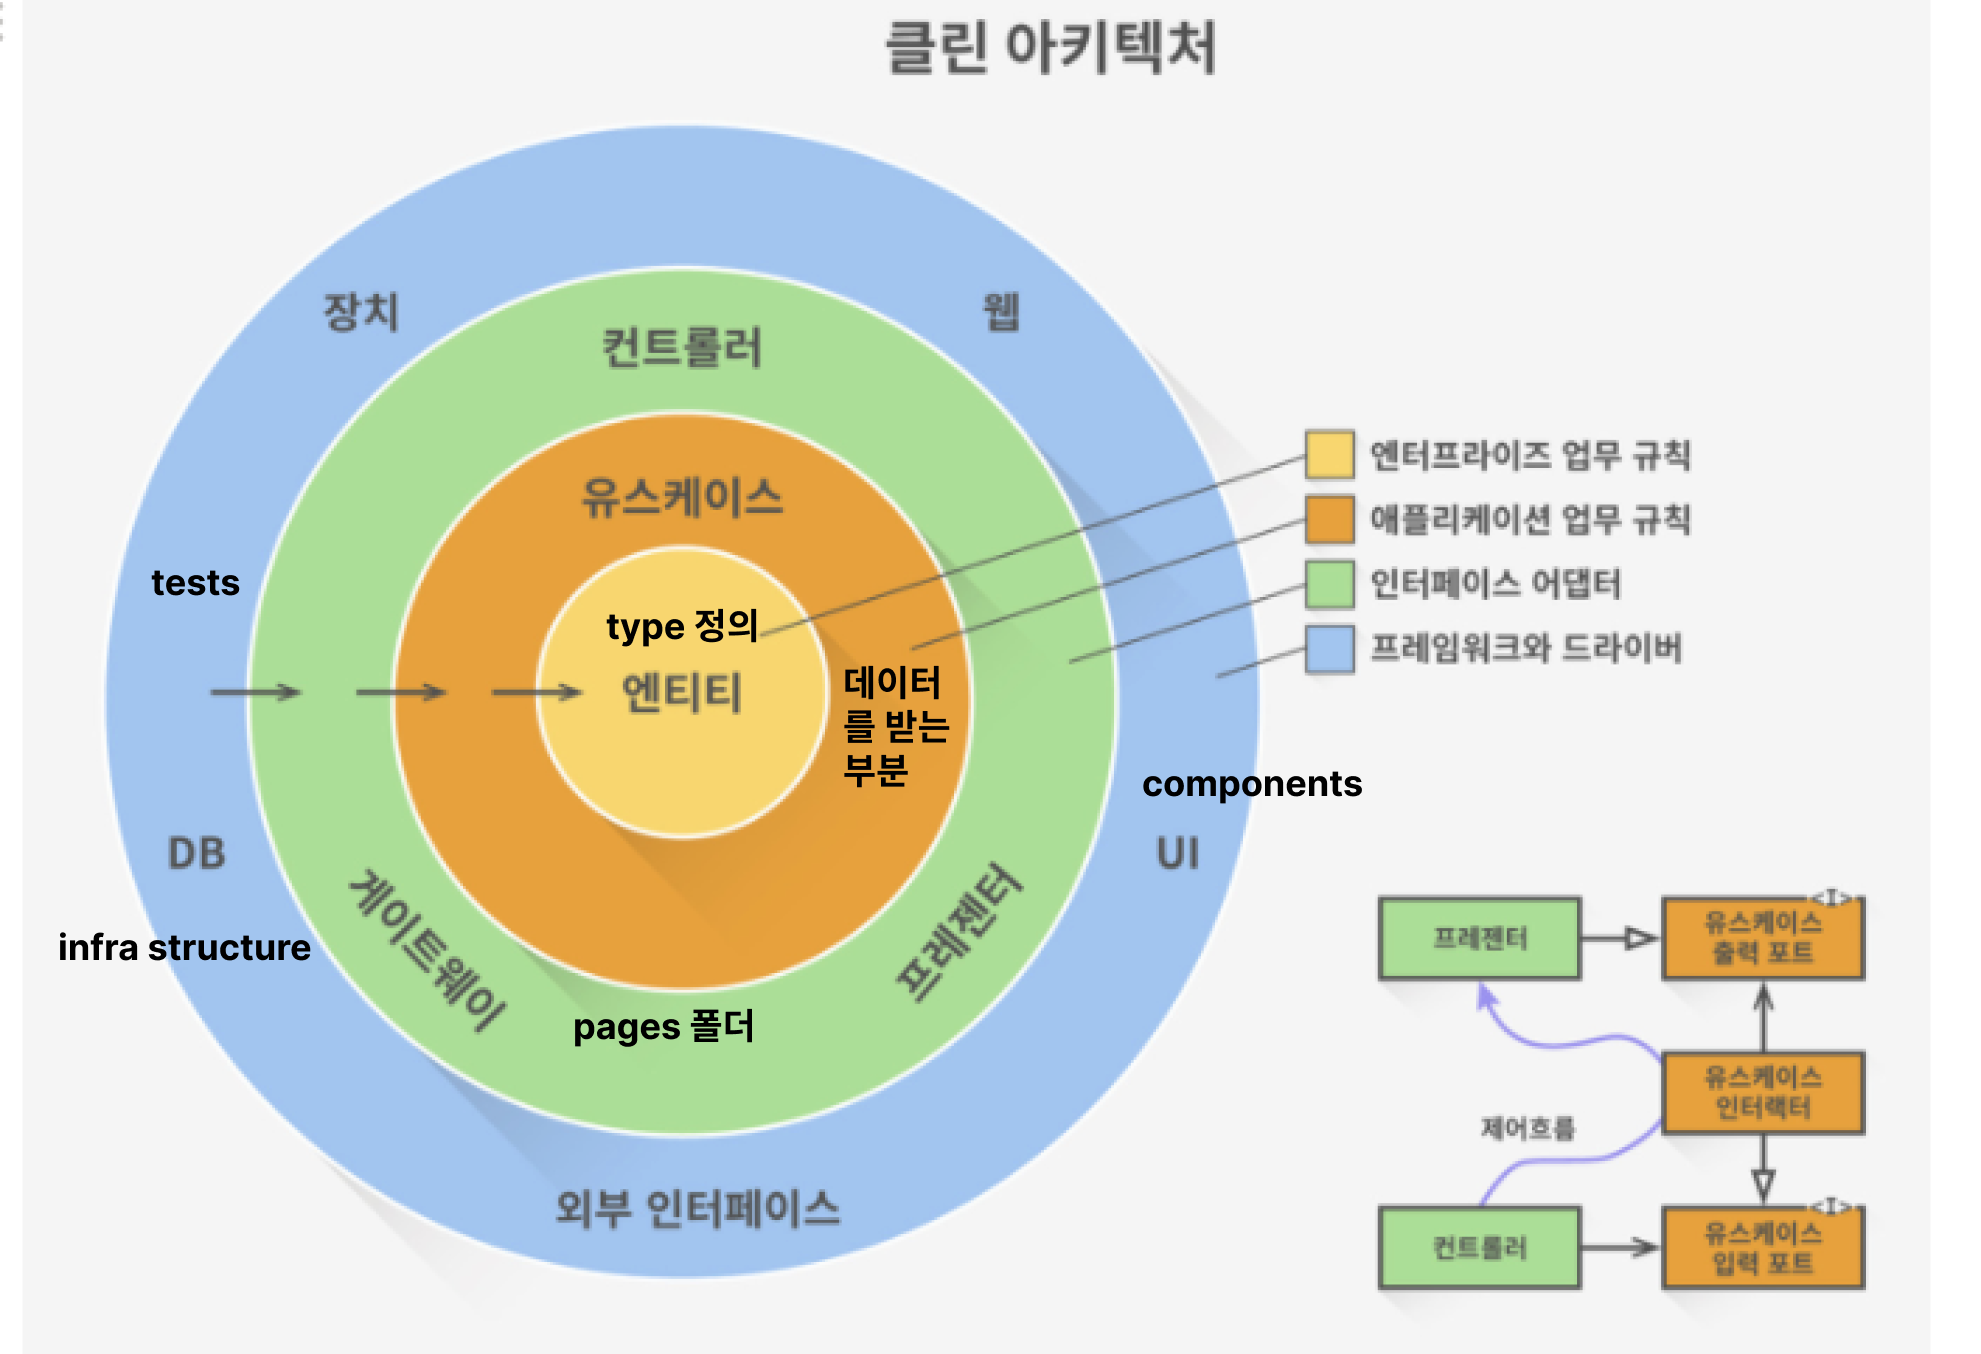 클린 아키텍처
장치
웹
컨트롤러
유스케이스
엔터프라이즈 업무 규칙
애플리케이션 업무 규칙
인터페이스 어댑터
프레임워크와 드라이버
tests
type 정의
엔티티
데이터
를 받는
부분
components
DB
UI
infra structure
게이트웨이
프레젠터
pages 폴더
외부 인터페이스
프레젠터
<I>
유스케이스
출력 포트
유스케이스
인터랙터
제어흐름
컨트롤러
<I>
유스케이스
입력 포트